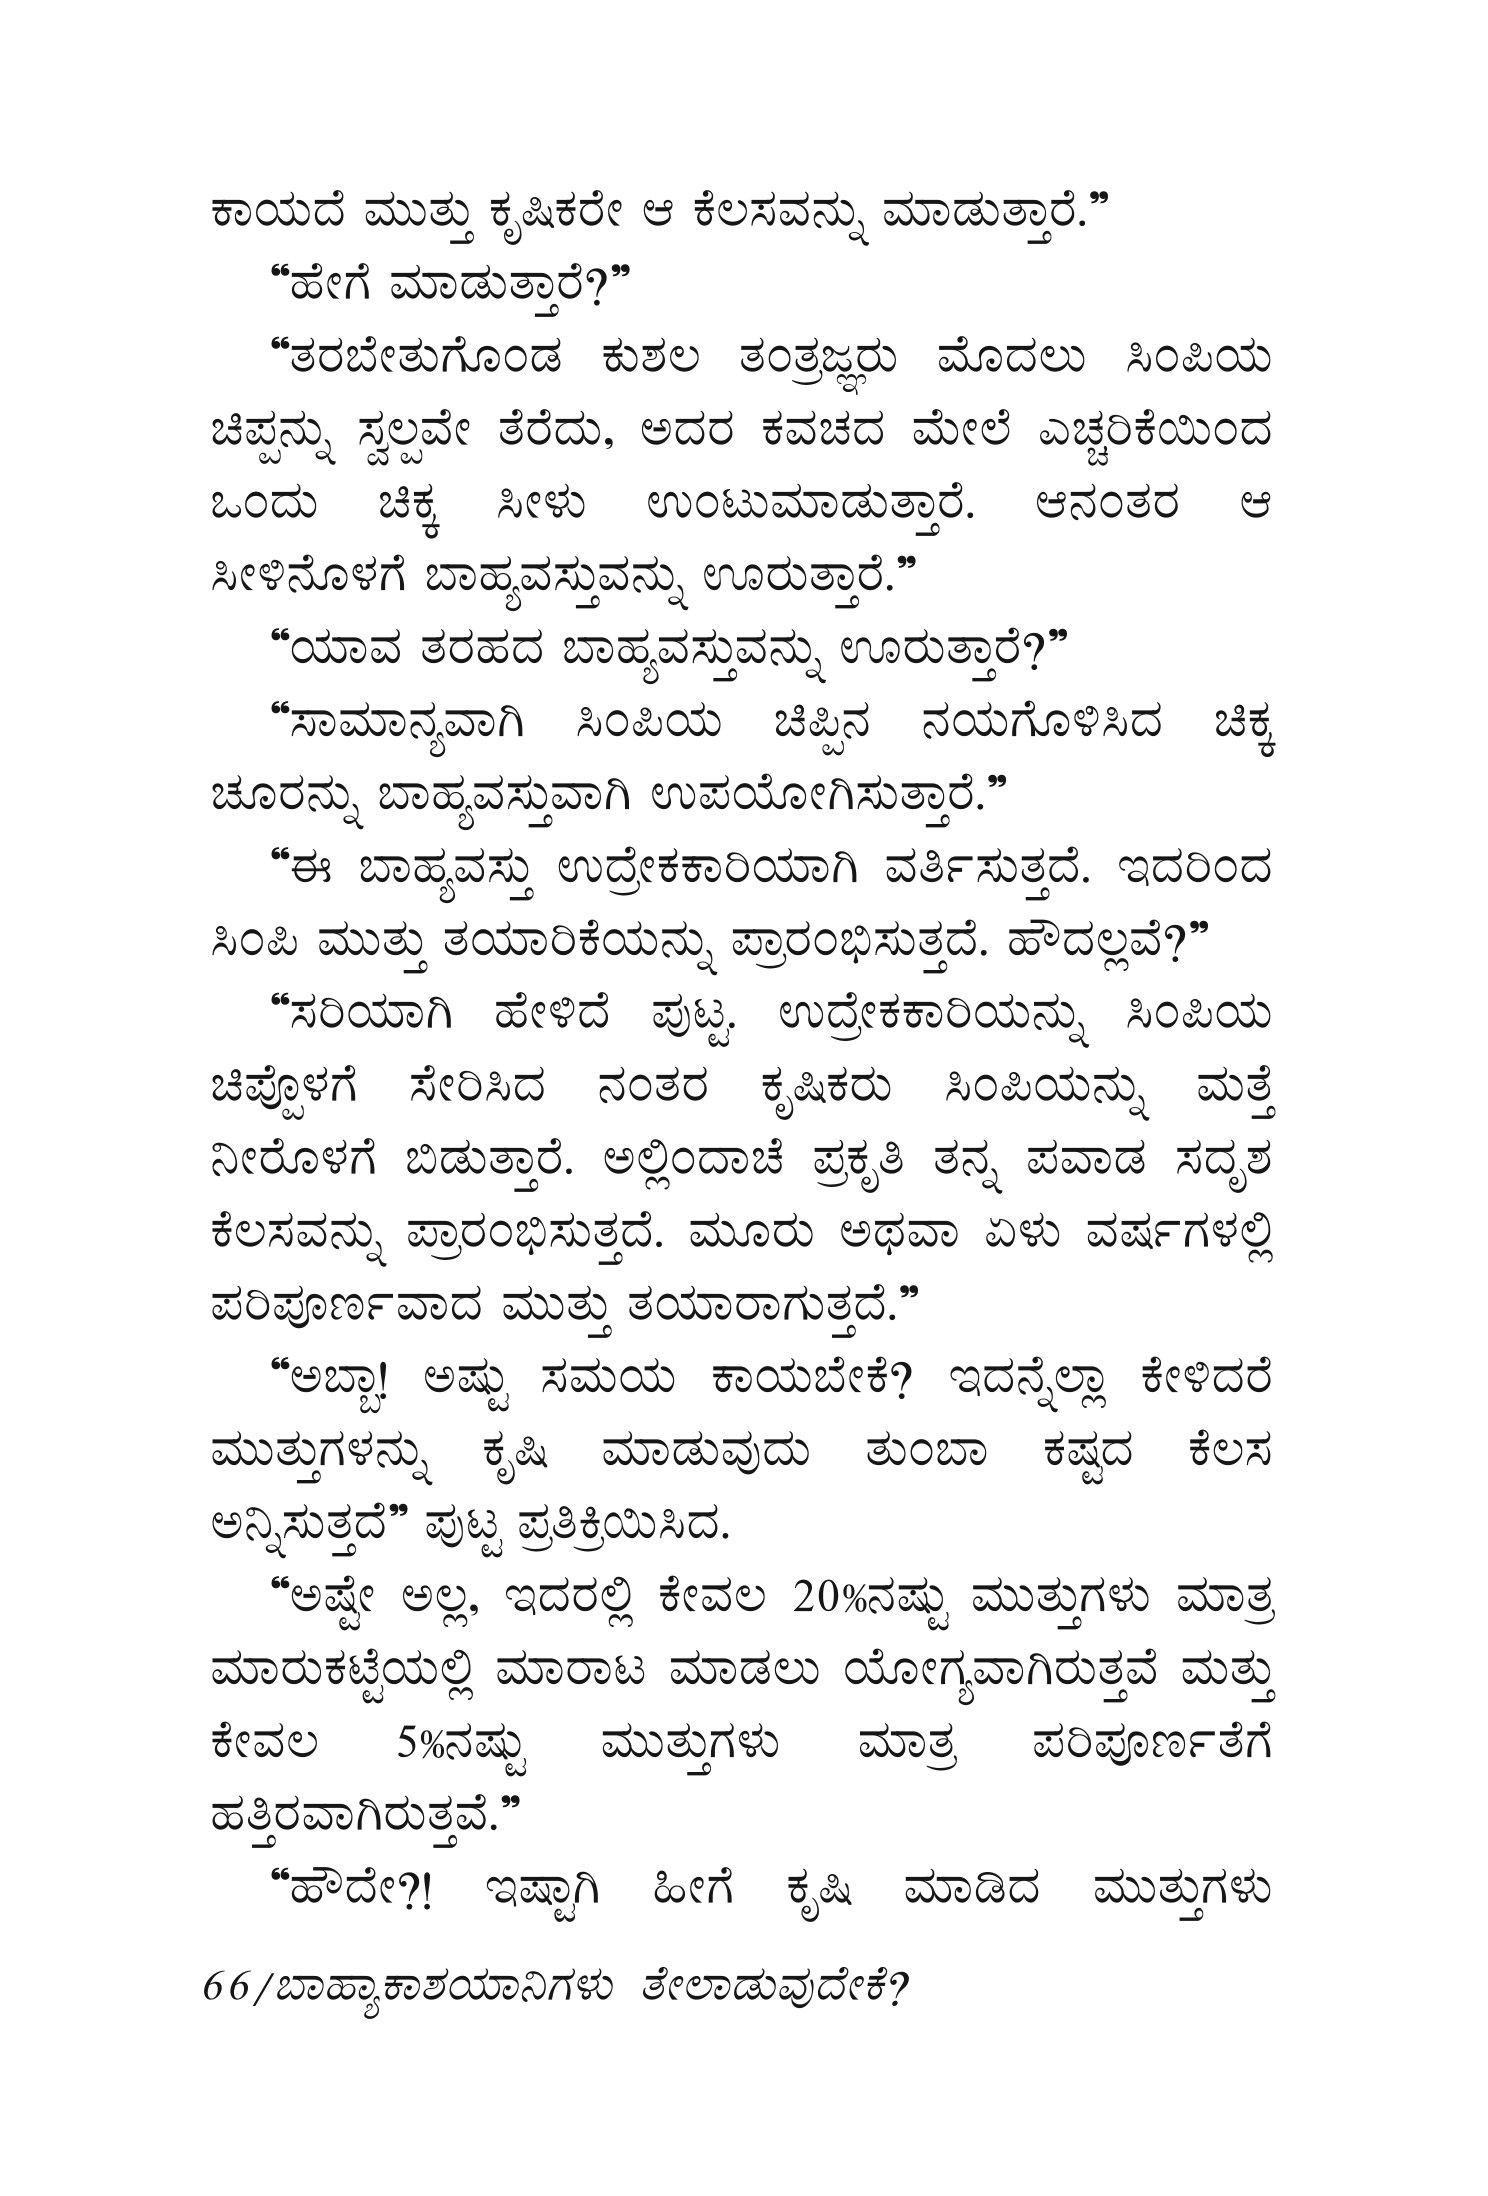 ಕಾಯದೆ ಮುತ್ತು ಕೃಷಿಕರೇ ಆ ಕೆಲಸವನ್ನು ಮಾಡುತ್ತಾರೆ.”
“ಹೇಗೆ ಮಾಡುತ್ತಾರೆ?”
“ತರಬೇತುಗೊಂಡ ಕುಶಲ ತಂತ್ರಜ್ಞರು ಮೊದಲು ಸಿಂಪಿಯ
ಚಿಪ್ಪನ್ನು ಸ್ವಲ್ಪವೇ ತೆರೆದು, ಅದರ ಕವಚದ ಮೇಲೆ ಎಚ್ಚರಿಕೆಯಿಂದ
ಒಂದು ಚಿಕ್ಕ ಸೀಳು ಉಂಟುಮಾಡುತ್ತಾರೆ. ಆನಂತರ ಆ
ಸೀಳಿನೊಳಗೆ ಬಾಹ್ಯವಸ್ತುವನ್ನು ಊರುತ್ತಾರೆ.”
“ಯಾವ ತರಹದ ಬಾಹ್ಯವಸ್ತುವನ್ನು ಊರುತ್ತಾರೆ?”
“ಸಾಮಾನ್ಯವಾಗಿ ಸಿಂಪಿಯ ಚಿಪ್ಪಿನ ನಯಗೊಳಿಸಿದ ಚಿಕ್ಕ
ಚೂರನ್ನು ಬಾಹ್ಯವಸ್ತುವಾಗಿ ಉಪಯೋಗಿಸುತ್ತಾರೆ.”
“ಈ ಬಾಹ್ಯವಸ್ತು ಉದ್ರೇಕಕಾರಿಯಾಗಿ ವರ್ತಿಸುತ್ತದೆ. ಇದರಿಂದ
ಸಿಂಪಿ ಮುತ್ತು ತಯಾರಿಕೆಯನ್ನು ಪ್ರಾರಂಭಿಸುತ್ತದೆ. ಹೌದಲ್ಲವೆ?”
“ಸರಿಯಾಗಿ ಹೇಳಿದೆ ಪುಟ್ಟ. ಉದ್ರೇಕಕಾರಿಯನ್ನು ಸಿಂಪಿಯ
ಚಿಪ್ಪೊಳಗೆ ಸೇರಿಸಿದ ನಂತರ ಕೃಷಿಕರು ಸಿಂಪಿಯನ್ನು ಮತ್ತೆ
ನೀರೊಳಗೆ ಬಿಡುತ್ತಾರೆ. ಅಲ್ಲಿಂದಾಚೆ ಪ್ರಕೃತಿ ತನ್ನ ಪವಾಡ ಸದೃಶ
ಕೆಲಸವನ್ನು ಪ್ರಾರಂಭಿಸುತ್ತದೆ. ಮೂರು ಅಥವಾ ಏಳು ವರ್ಷಗಳಲ್ಲಿ
ಪರಿಪೂರ್ಣವಾದ ಮುತ್ತು ತಯಾರಾಗುತ್ತದೆ.”
“ಅಬ್ಬಾ! ಅಷ್ಟು ಸಮಯ ಕಾಯಬೇಕೆ? ಇದನ್ನೆಲ್ಲಾ ಕೇಳಿದರೆ
ಮುತ್ತುಗಳನ್ನು ಕೃಷಿ ಮಾಡುವುದು ತುಂಬಾ ಕಷ್ಟದ ಕೆಲಸ
ಅನ್ನಿಸುತ್ತದೆ” ಪುಟ್ಟ ಪ್ರತಿಕ್ರಿಯಿಸಿದ.
“ಅಷ್ಟೇ ಅಲ್ಲ, ಇದರಲ್ಲಿ ಕೇವಲ 20%ನಷ್ಟು ಮುತ್ತುಗಳು ಮಾತ್ರ
ಮಾರುಕಟ್ಟೆಯಲ್ಲಿ ಮಾರಾಟ ಮಾಡಲು ಯೋಗ್ಯವಾಗಿರುತ್ತವೆ ಮತ್ತು
ಕೇವಲ 5%ನಷ್ಟು ಮುತ್ತುಗಳು ಮಾತ್ರ ಪರಿಪೂರ್ಣತೆಗೆ
ಹತ್ತಿರವಾಗಿರುತ್ತವೆ.”
“ಹೌದೇ?! ಇಷ್ಟಾಗಿ ಹೀಗೆ ಕೃಷಿ ಮಾಡಿದ ಮುತ್ತುಗಳು
66/ಬಾಹ್ಯಾಕಾಶಯಾನಿಗಳು ತೇಲಾಡುವುದೇಕೆ?